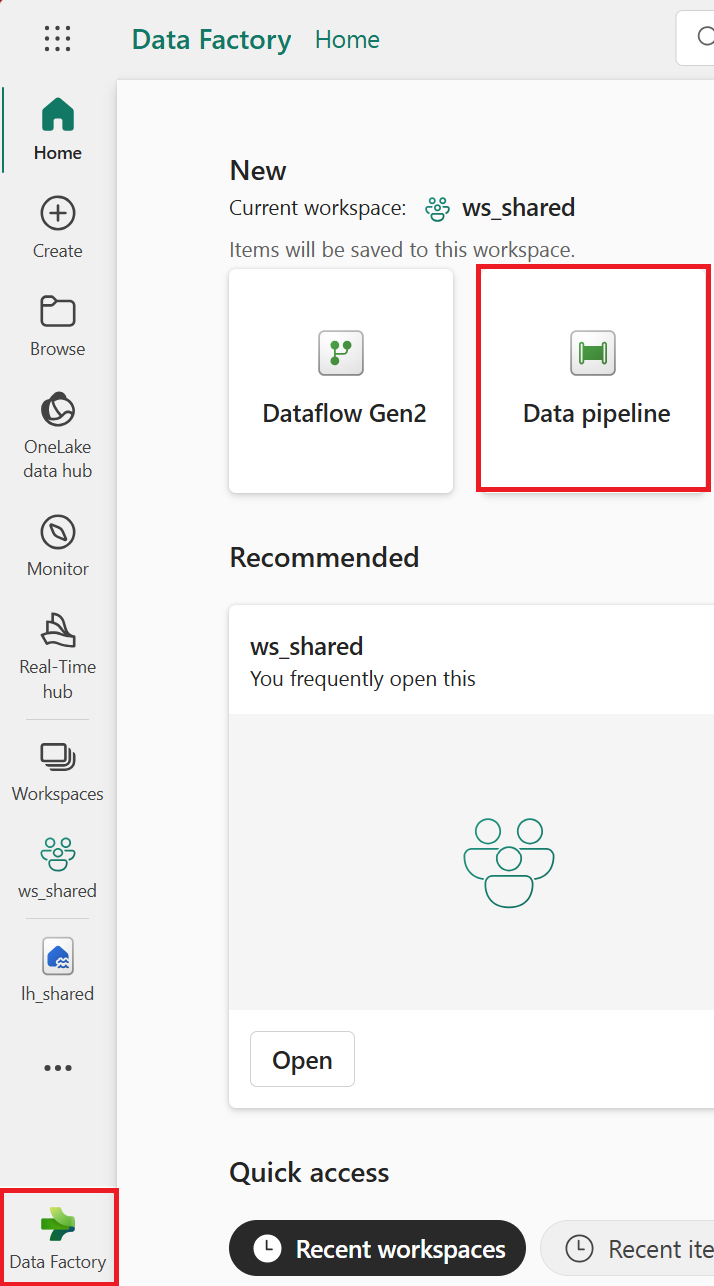 Data Factory Home
Home
Create
Browse
OneLake
data hub
Monitor
Real-Time
hub
Workspaces
ws_shared
lh_shared
Data Factory
New
Current workspace: ws_shared
Items will be saved to this workspace.
Dataflow Gen2
Data pipeline
Recommended
ws_shared
You frequently open this
Open
Quick access
Recent workspaces
Recent ite